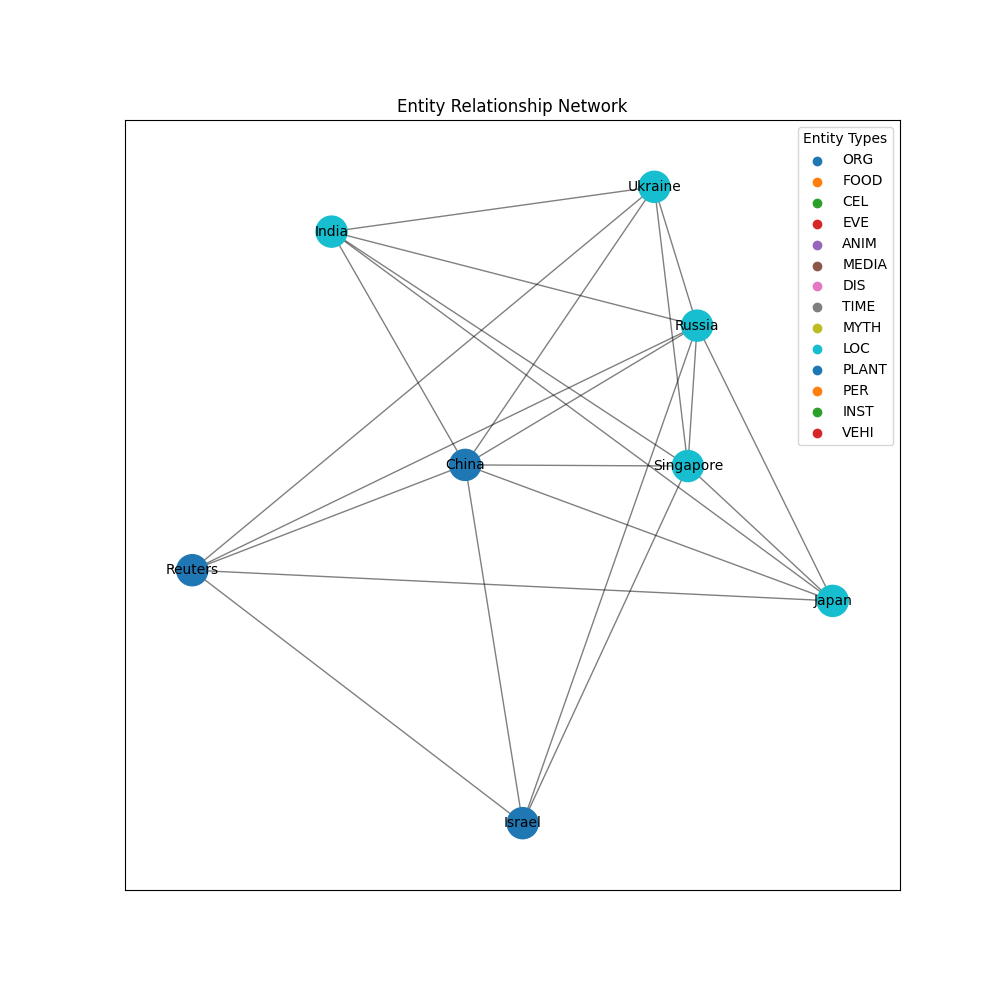 Entity Relationship Network
Entity Types
ORG
FOOD
CEL
EVE
ANIM
MEDIA
DIS
TIME
MYTH
LOC
PLANT
PER
INST
VEHI
Ukraine
India
Russia
China
Singapore
Reuters
Japan
Israel